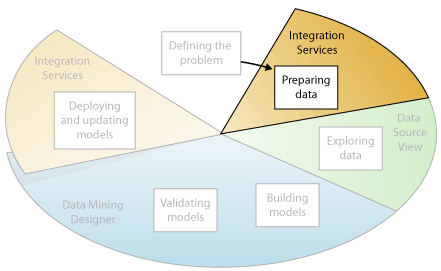 Defining the
problem
Integration
Services
Preparing
data
Data
Source
View
Exploring
data
Building
models
Validating
models
Data Mining
Designer
Integration
Services
Deploying
and updating
models